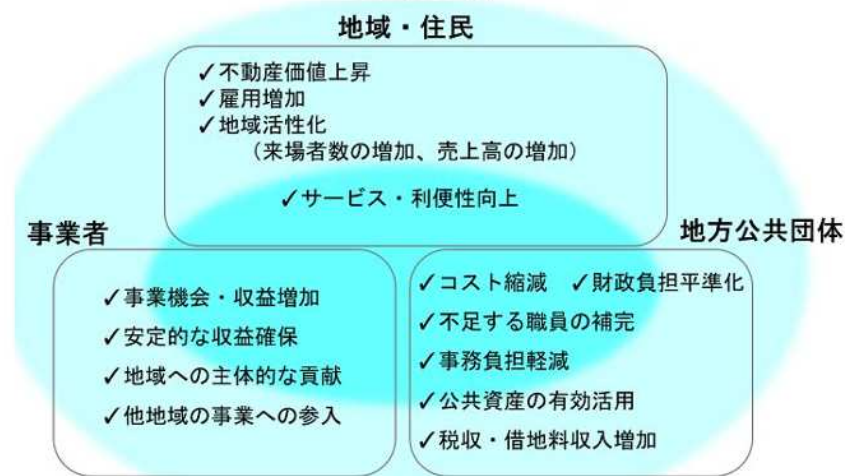 地域・住民
✓不動産価値上昇
✓雇用増加
✓地域活性化
（来場者数の増加、売上高の増加）
✓サービス・利便性向上
事業者
✓事業機会・収益増加
✓安定的な収益確保
✓地域への主体的な貢献
✓他地域の事業への参入
地方公共団体
✓コスト縮減 ✓財政負担平準化
✓不足する職員の補完
✓事務負担軽減
✓公共資産の有効活用
✓税収・借地料収入増加